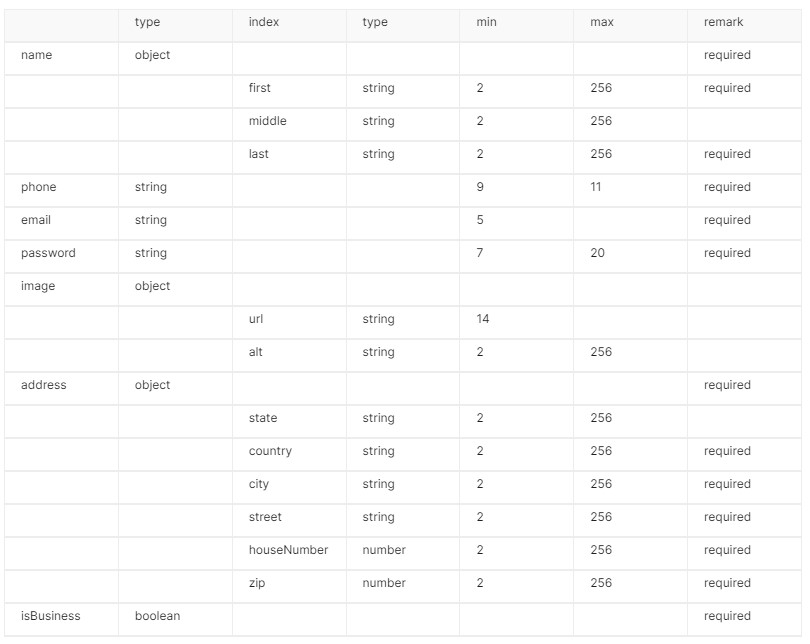 type index type min max remark
name object required
first string 2 256 required
middle string 2 256
last string 2 256 required
phone string 9 11 required
email string 5 required
password string 7 20 required
image object
url string 14
alt string 2 256
address object required
state string 2 256
country string 2 256 required
city string 2 256 required
street string 2 256 required
houseNumber number 2 256 required
zip number 2 256 required
isBusiness boolean required